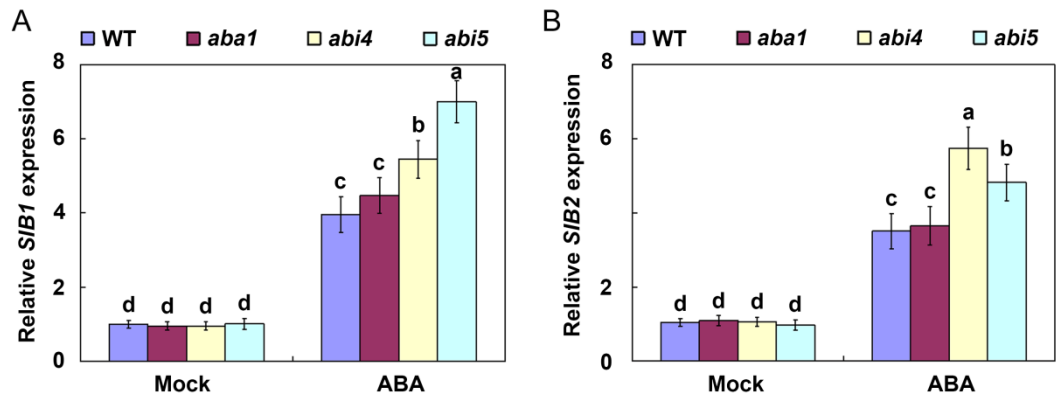 A
WT aba1 abi4 abi5
Relative SIB1 expression
8
6
4
2
0
d d d d
c c b a
Mock ABA
B
WT aba1 abi4 abi5
Relative SIB2 expression
8
6
4
2
0
d d d d
c c a b
Mock ABA